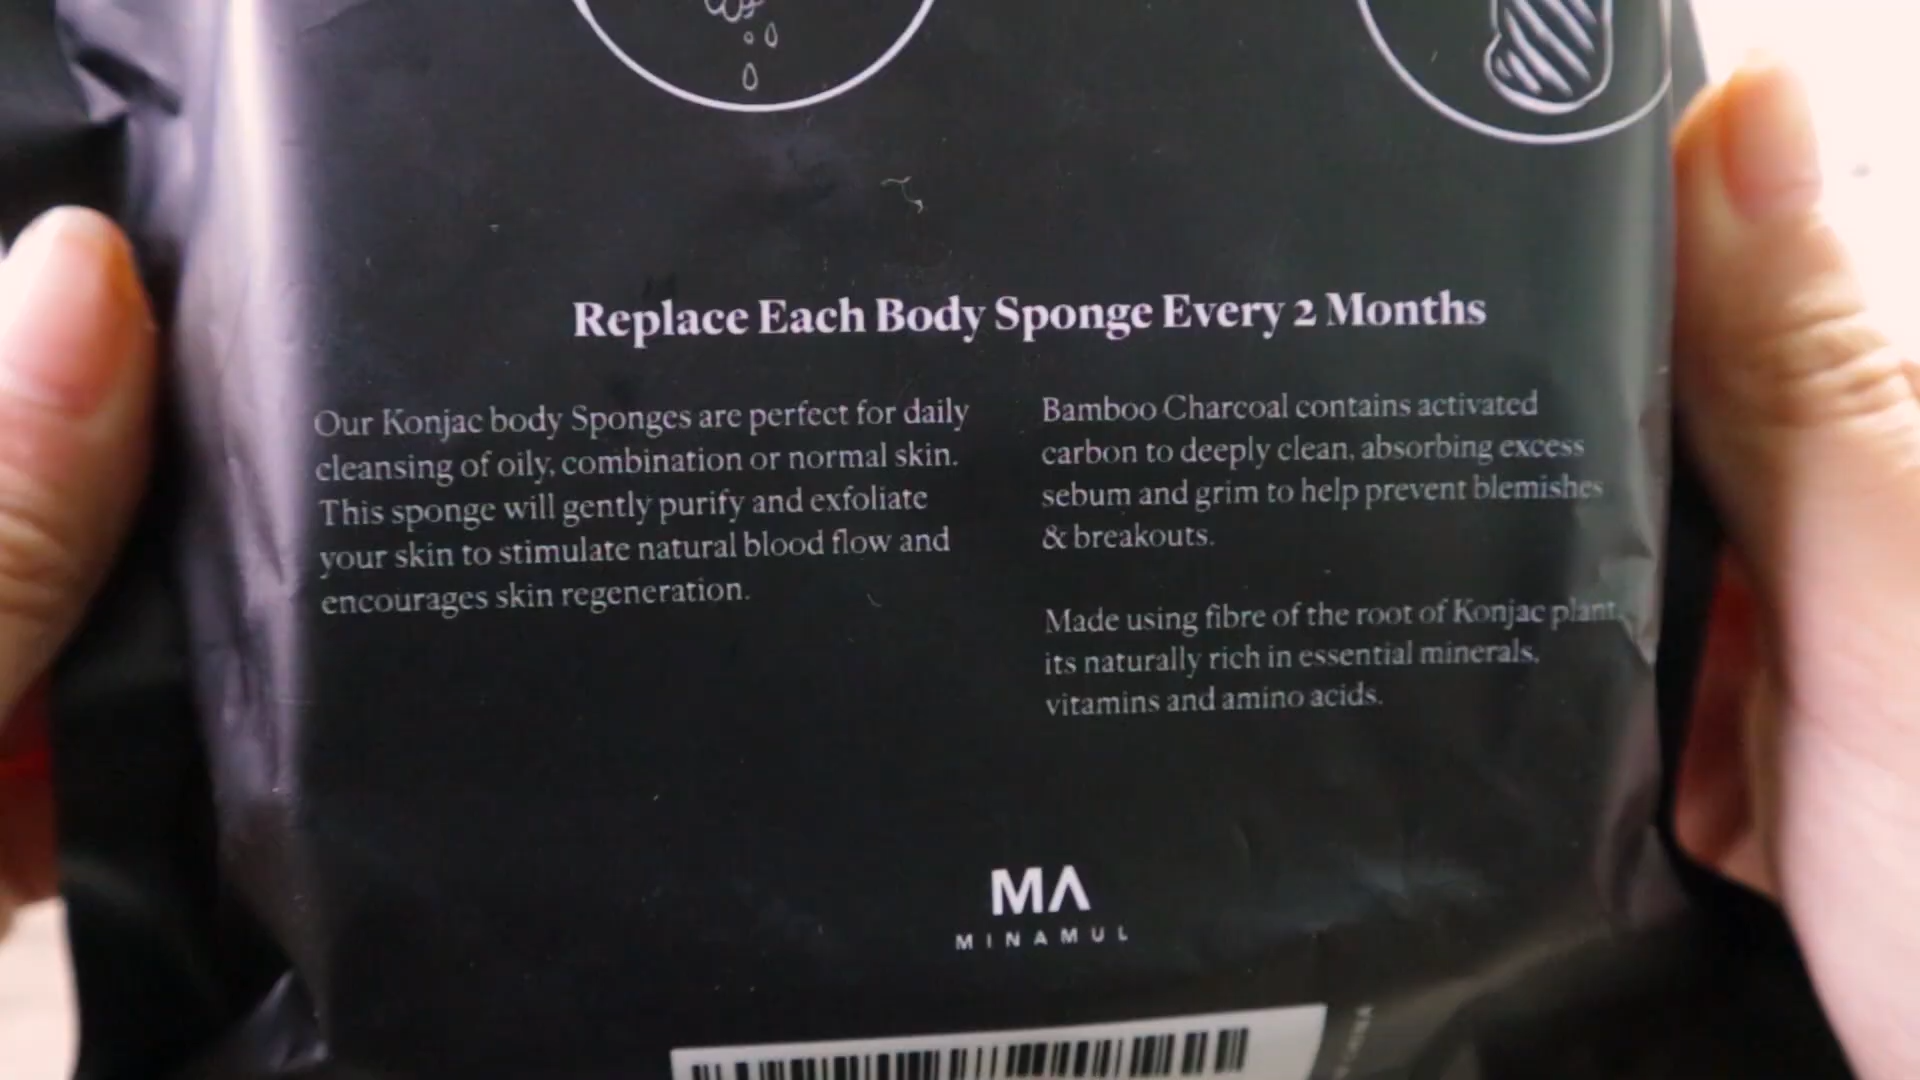 Replace Each Body Sponge Every 2 Months
Our Konjac body Sponges are perfect for daily
cleansing of oily, combination or normal skin.
This sponge will gently purify and exfoliate
your skin to stimulate natural blood flow and
encourages skin regeneration.
Bamboo Charcoal contains activated
carbon to deeply clean, absorbing excess
sebum and grim to help prevent blemishes
& breakouts.
Made using fibre of the root of Konjac plant,
its naturally rich in essential minerals,
vitamins and amino acids.
MA
MINAMUL